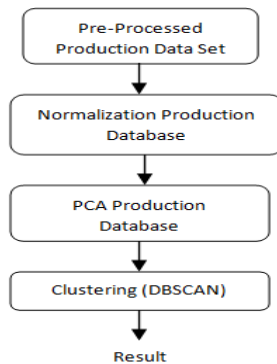 Pre-Processed
Production Data Set
Normalization Production
Database
PCA Production
Database
Clustering (DBSCAN)
Result